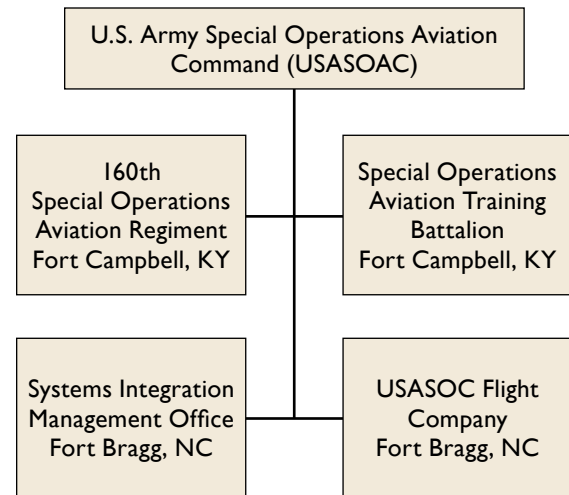 U.S. Army Special Operations Aviation
Command (USASOAC)
160th
Special Operations
Aviation Regiment
Fort Campbell, KY
Special Operations
Aviation Training
Battalion
Fort Campbell, KY
Systems Integration
Management Office
Fort Bragg, NC
USASOC Flight
Company
Fort Bragg, NC